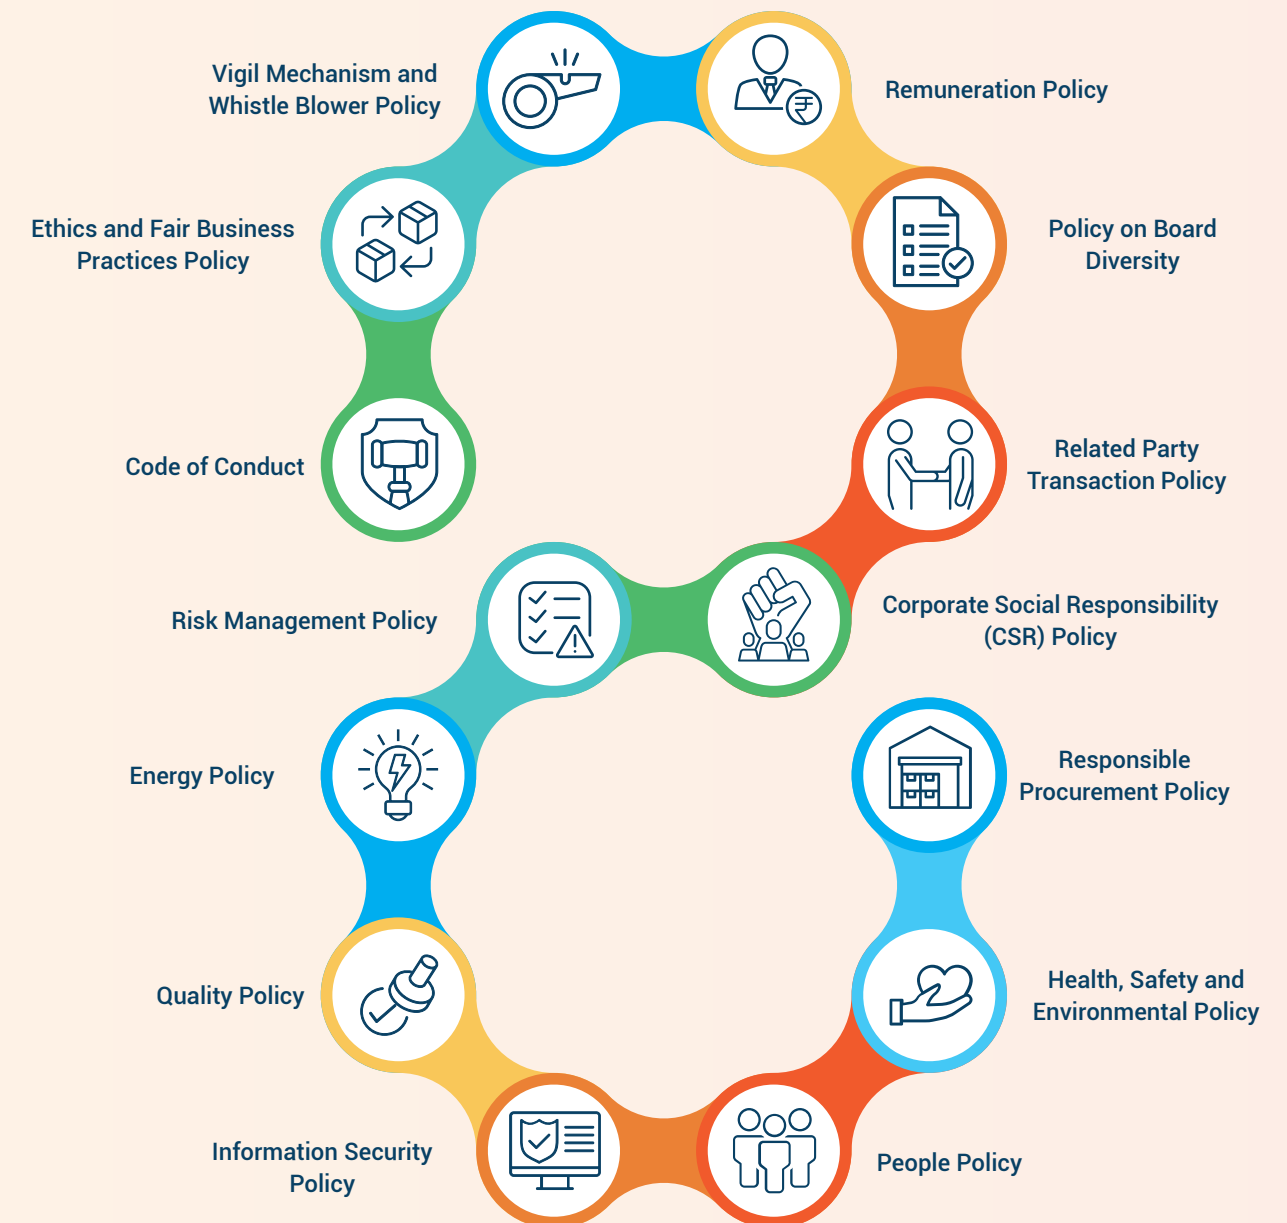 Vigil Mechanism and
Whistle Blower Policy
Remuneration Policy
Ethics and Fair Business
Practices Policy
Policy on Board
Diversity
Code of Conduct
Related Party
Transaction Policy
Risk Management Policy
Corporate Social Responsibility
(CSR) Policy
Energy Policy
Responsible
Procurement Policy
Quality Policy
Health, Safety and
Environmental Policy
Information Security
Policy
People Policy